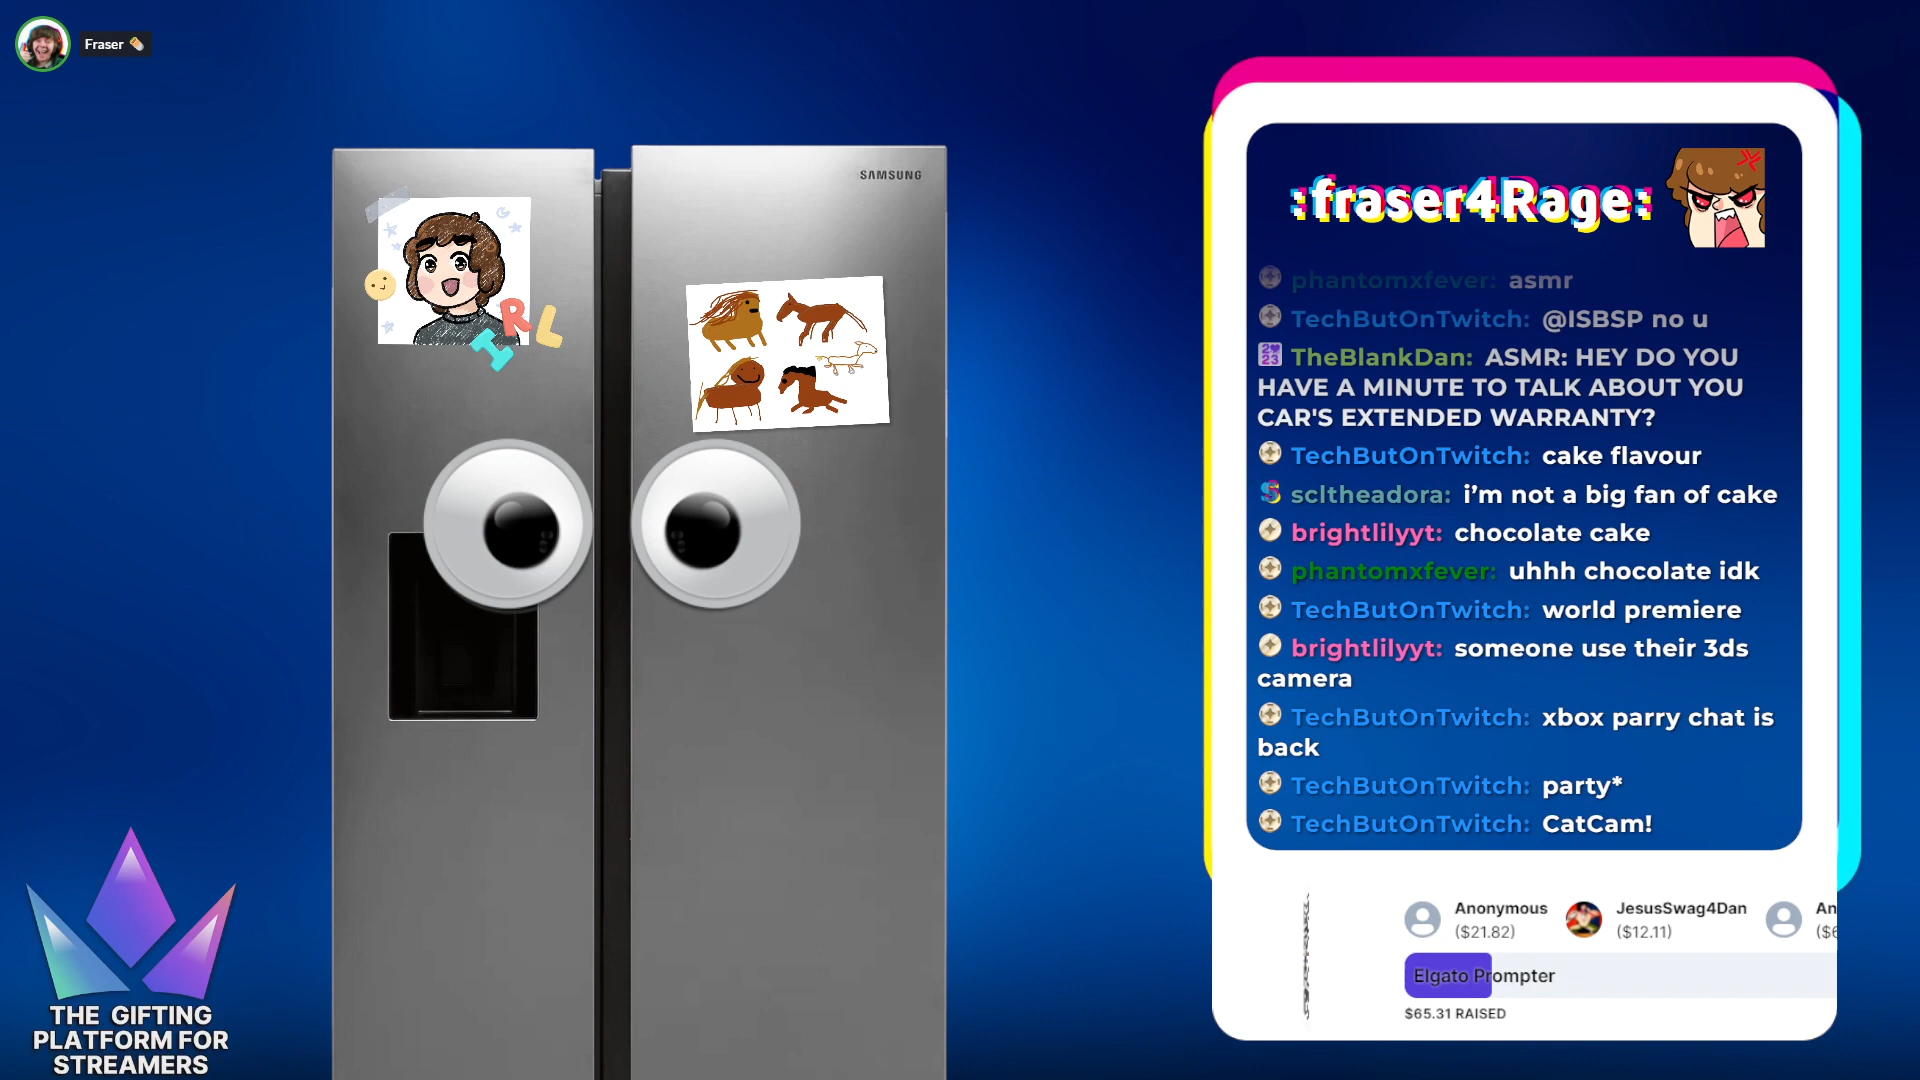 Fraser
SAMSUNG
I R L
THE GIFTING
PLATFORM FOR
STREAMERS
:fraser4Rage:
phantomxfever: asmr
TechButOnTwitch: @ISBSP no u
TheBlankDan: ASMR: HEY DO YOU
HAVE A MINUTE TO TALK ABOUT YOU
CAR'S EXTENDED WARRANTY?
TechButOnTwitch: cake flavour
scltheadora: i’m not a big fan of cake
brightlilyyt: chocolate cake
phantomxfever: uhhh chocolate idk
TechButOnTwitch: world premiere
brightlilyyt: someone use their 3ds
camera
TechButOnTwitch: xbox parry chat is
back
TechButOnTwitch: party*
TechButOnTwitch: CatCam!
Anonymous JesusSwag4Dan An
($21.82) ($12.11)
Elgato Prompter
$65.31 RAISED